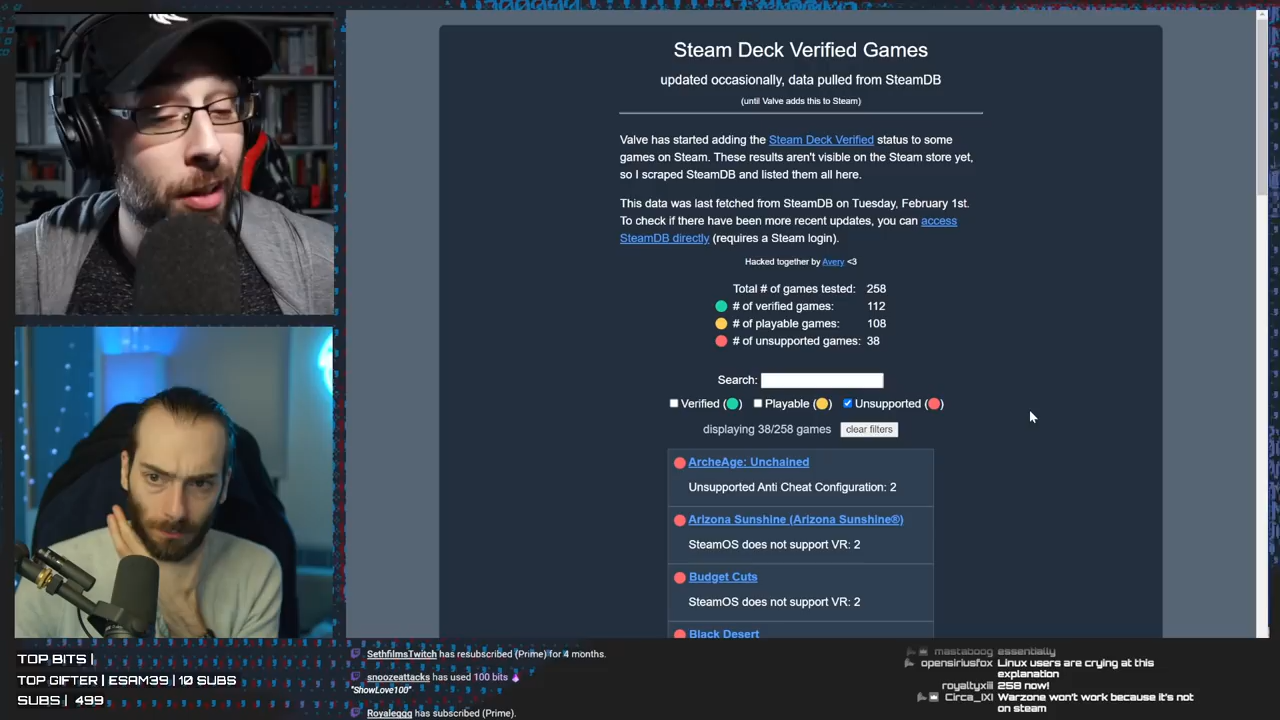 Steam Deck Verified Games
updated occasionally, data pulled from SteamDB
(until Valve adds this to Steam)
Valve has started adding the Steam Deck Verified status to some
games on Steam. These results aren't visible on the Steam store yet,
so I scraped SteamDB and listed them all here.
This data was last fetched from SteamDB on Tuesday, February 1st.
To check if there have been more recent updates, you can access
SteamDB directly (requires a Steam login).
Hacked together by Avery <3
Total # of games tested: 258
# of verified games: 112
# of playable games: 108
# of unsupported games: 38
Search:
Verified ( ) Playable ( ) Unsupported ( )
displaying 38/258 games clear filters
ArcheAge: Unchained
Unsupported Anti Cheat Configuration: 2
Arizona Sunshine (Arizona Sunshine®)
SteamOS does not support VR: 2
Budget Cuts
SteamOS does not support VR: 2
Black Desert
TOP BITS |
TOP GIFTER | ESAM39 | 10 SUBS
SUBS | 499
SethfilmsTwitch has resubscribed (Prime) for 4 months.
snoozeattacks has used 100 bits
"ShowLove100"
Royaleqqq has subscribed (Prime).
mastaboog essentially
opensiriusfox Linux users are crying at this
explanation
royaltyxiii 258 now!
Circa_IXI Warzone won't work because it's not
on steam